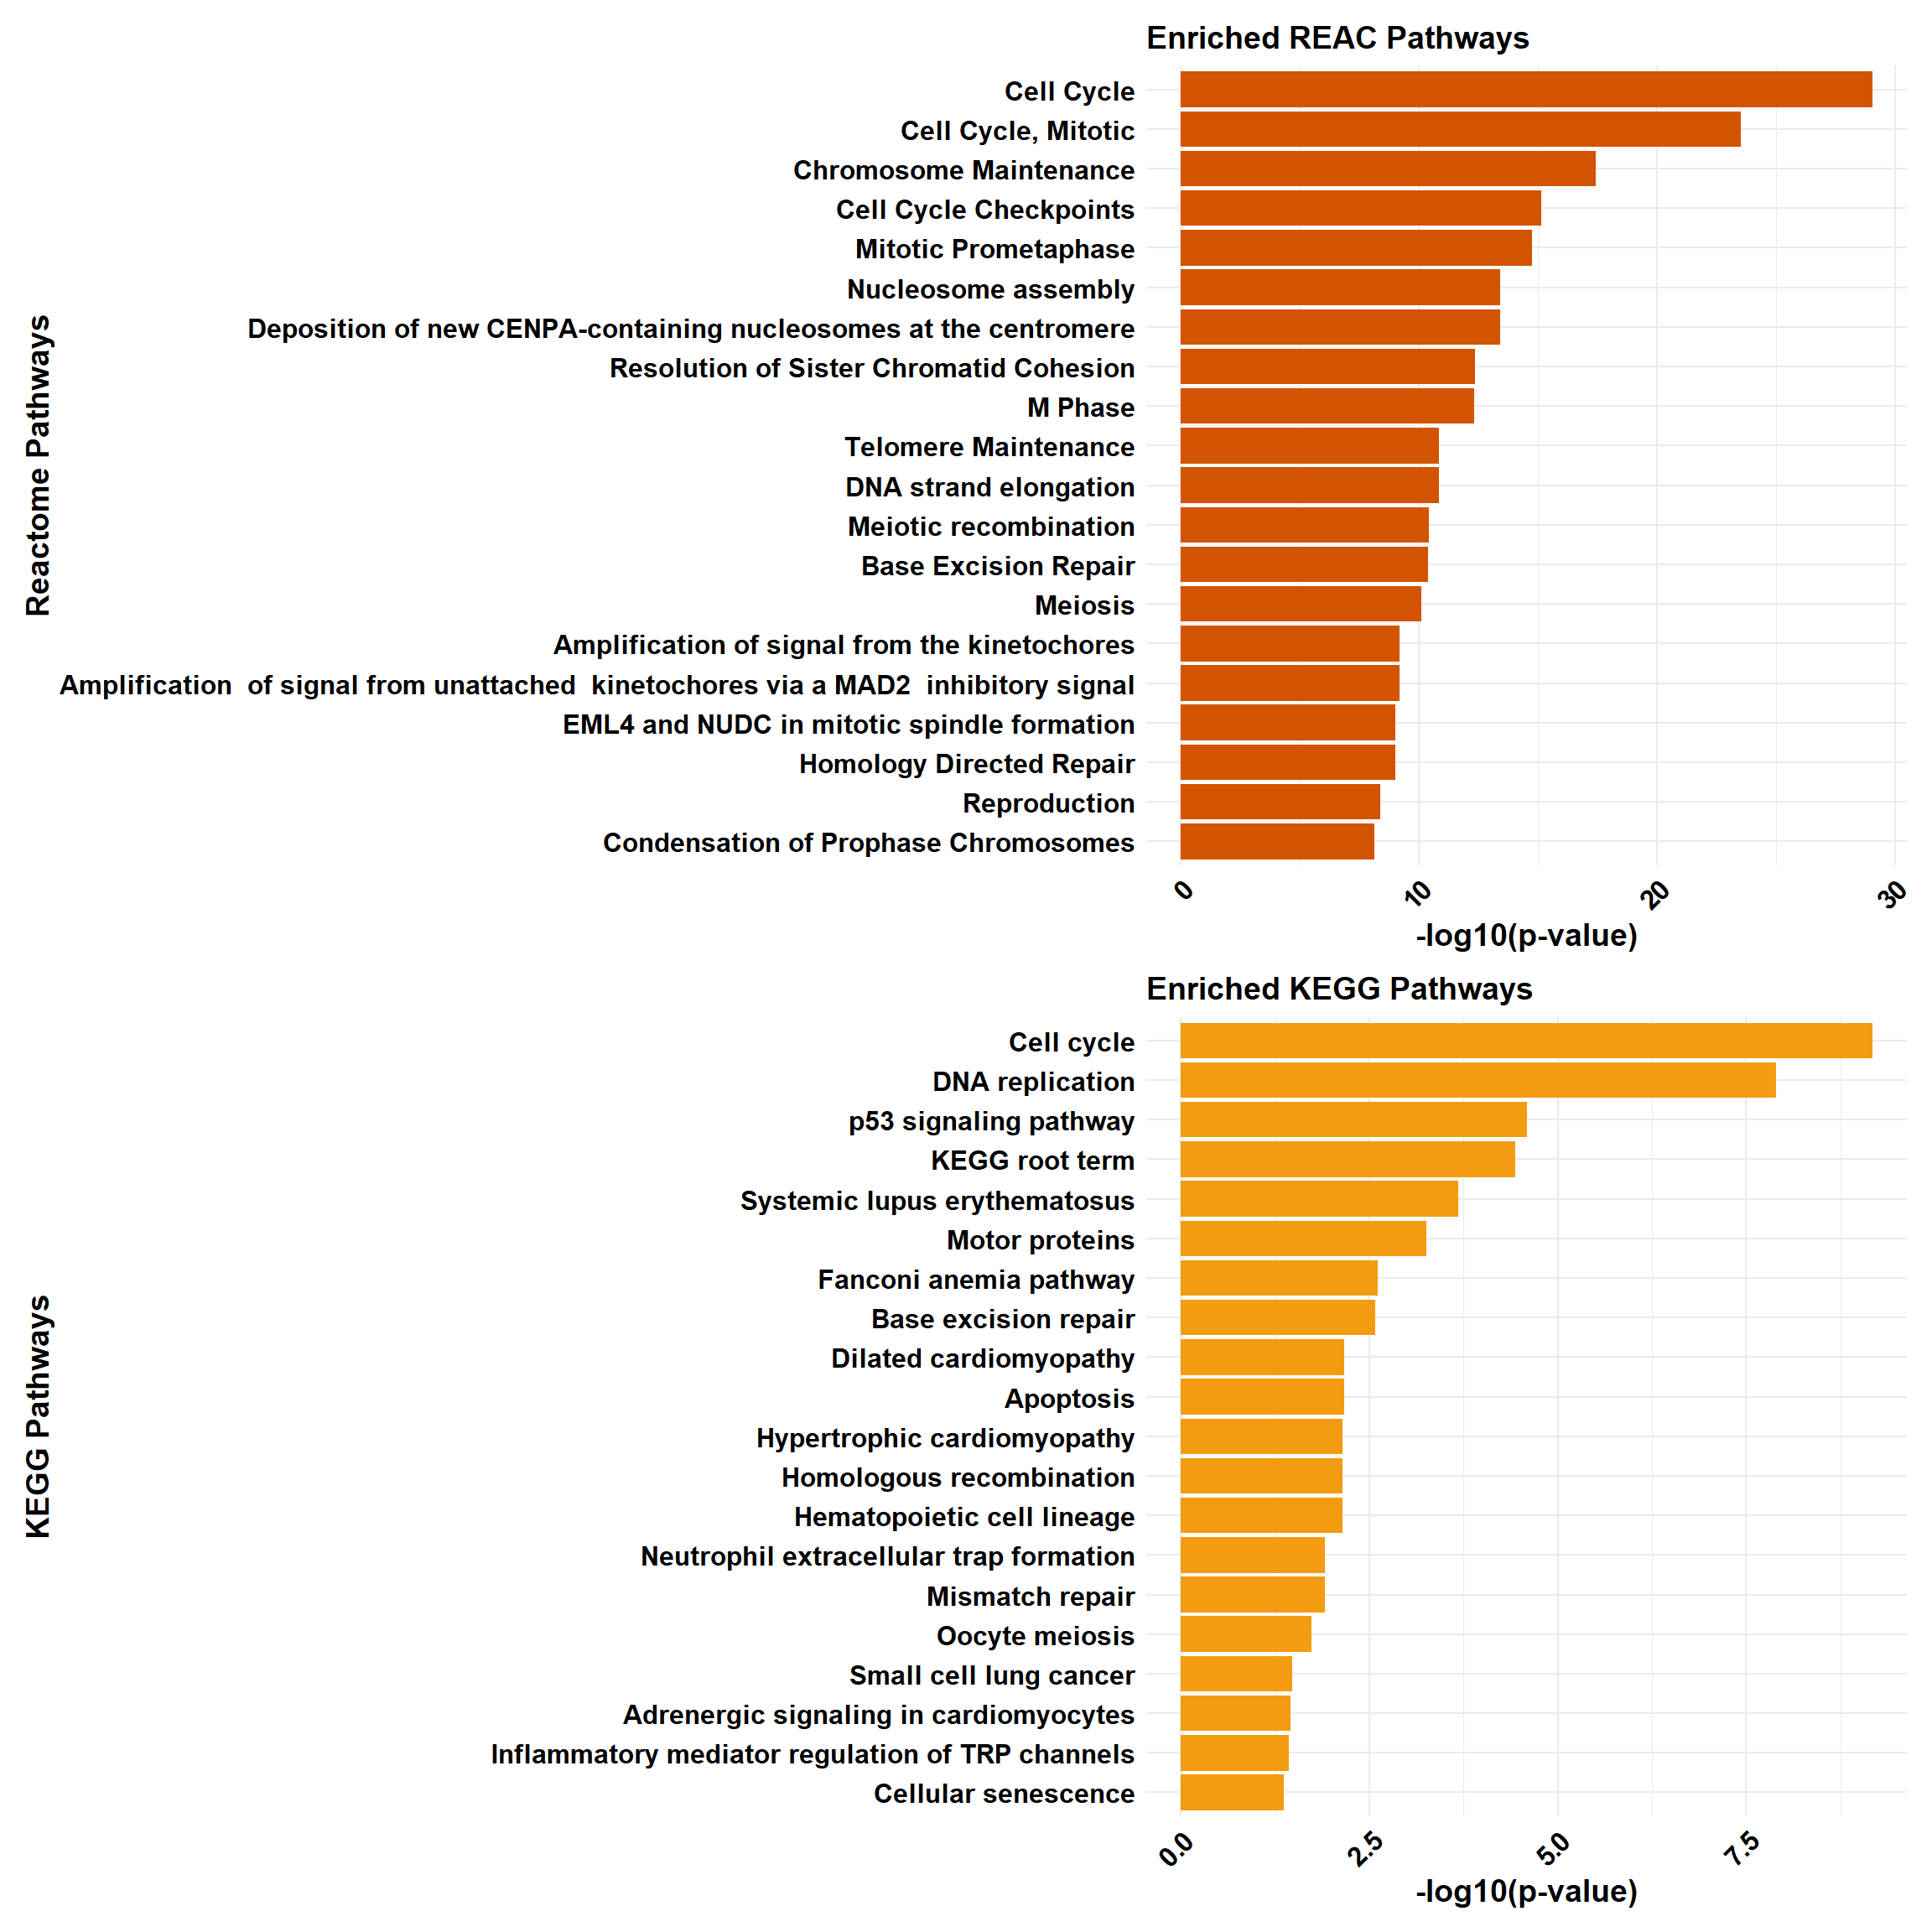 Enriched REAC Pathways
Reactome Pathways
Cell Cycle
Cell Cycle, Mitotic
Chromosome Maintenance
Cell Cycle Checkpoints
Mitotic Prometaphase
Nucleosome assembly
Deposition of new CENPA-containing nucleosomes at the centromere
Resolution of Sister Chromatid Cohesion
M Phase
Telomere Maintenance
DNA strand elongation
Meiotic recombination
Base Excision Repair
Meiosis
Amplification of signal from the kinetochores
Amplification  of signal from unattached  kinetochores via a MAD2  inhibitory signal
EML4 and NUDC in mitotic spindle formation
Homology Directed Repair
Reproduction
Condensation of Prophase Chromosomes
0 10 20 30
-log10(p-value)
Enriched KEGG Pathways
KEGG Pathways
Cell cycle
DNA replication
p53 signaling pathway
KEGG root term
Systemic lupus erythematosus
Motor proteins
Fanconi anemia pathway
Base excision repair
Dilated cardiomyopathy
Apoptosis
Hypertrophic cardiomyopathy
Homologous recombination
Hematopoietic cell lineage
Neutrophil extracellular trap formation
Mismatch repair
Oocyte meiosis
Small cell lung cancer
Adrenergic signaling in cardiomyocytes
Inflammatory mediator regulation of TRP channels
Cellular senescence
0.0 2.5 5.0 7.5
-log10(p-value)